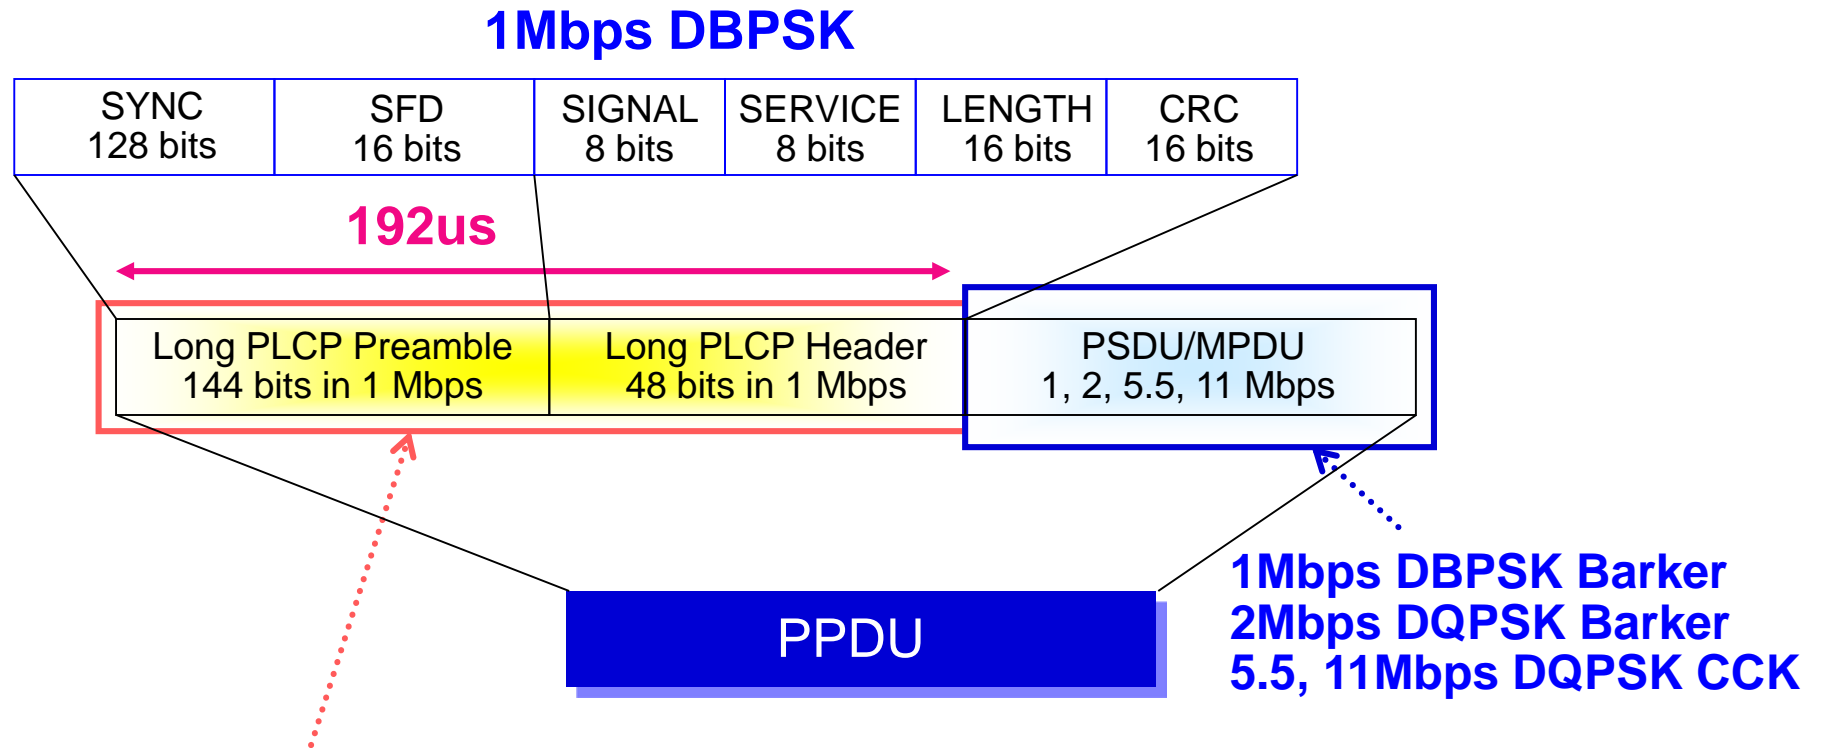 1Mbps DBPSK
SYNC
128 bits
SFD
16 bits
SIGNAL
8 bits
SERVICE
8 bits
LENGTH
16 bits
CRC
16 bits
192us
Long PLCP Preamble
144 bits in 1 Mbps
Long PLCP Header
48 bits in 1 Mbps
PSDU/MPDU
1, 2, 5.5, 11 Mbps
1Mbps DBPSK Barker
2Mbps DQPSK Barker
5.5, 11Mbps DQPSK CCK
PPDU